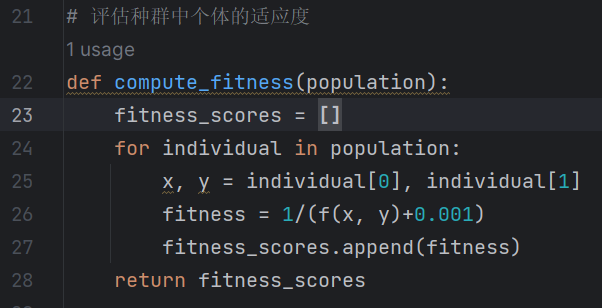 21 # 评估种群中个体的适应度
1 usage
22 def compute_fitness(population):
23 fitness_scores = []
24 for individual in population:
25 x, y = individual[0], individual[1]
26 fitness = 1/(f(x, y)+0.001)
27 fitness_scores.append(fitness)
28 return fitness_scores